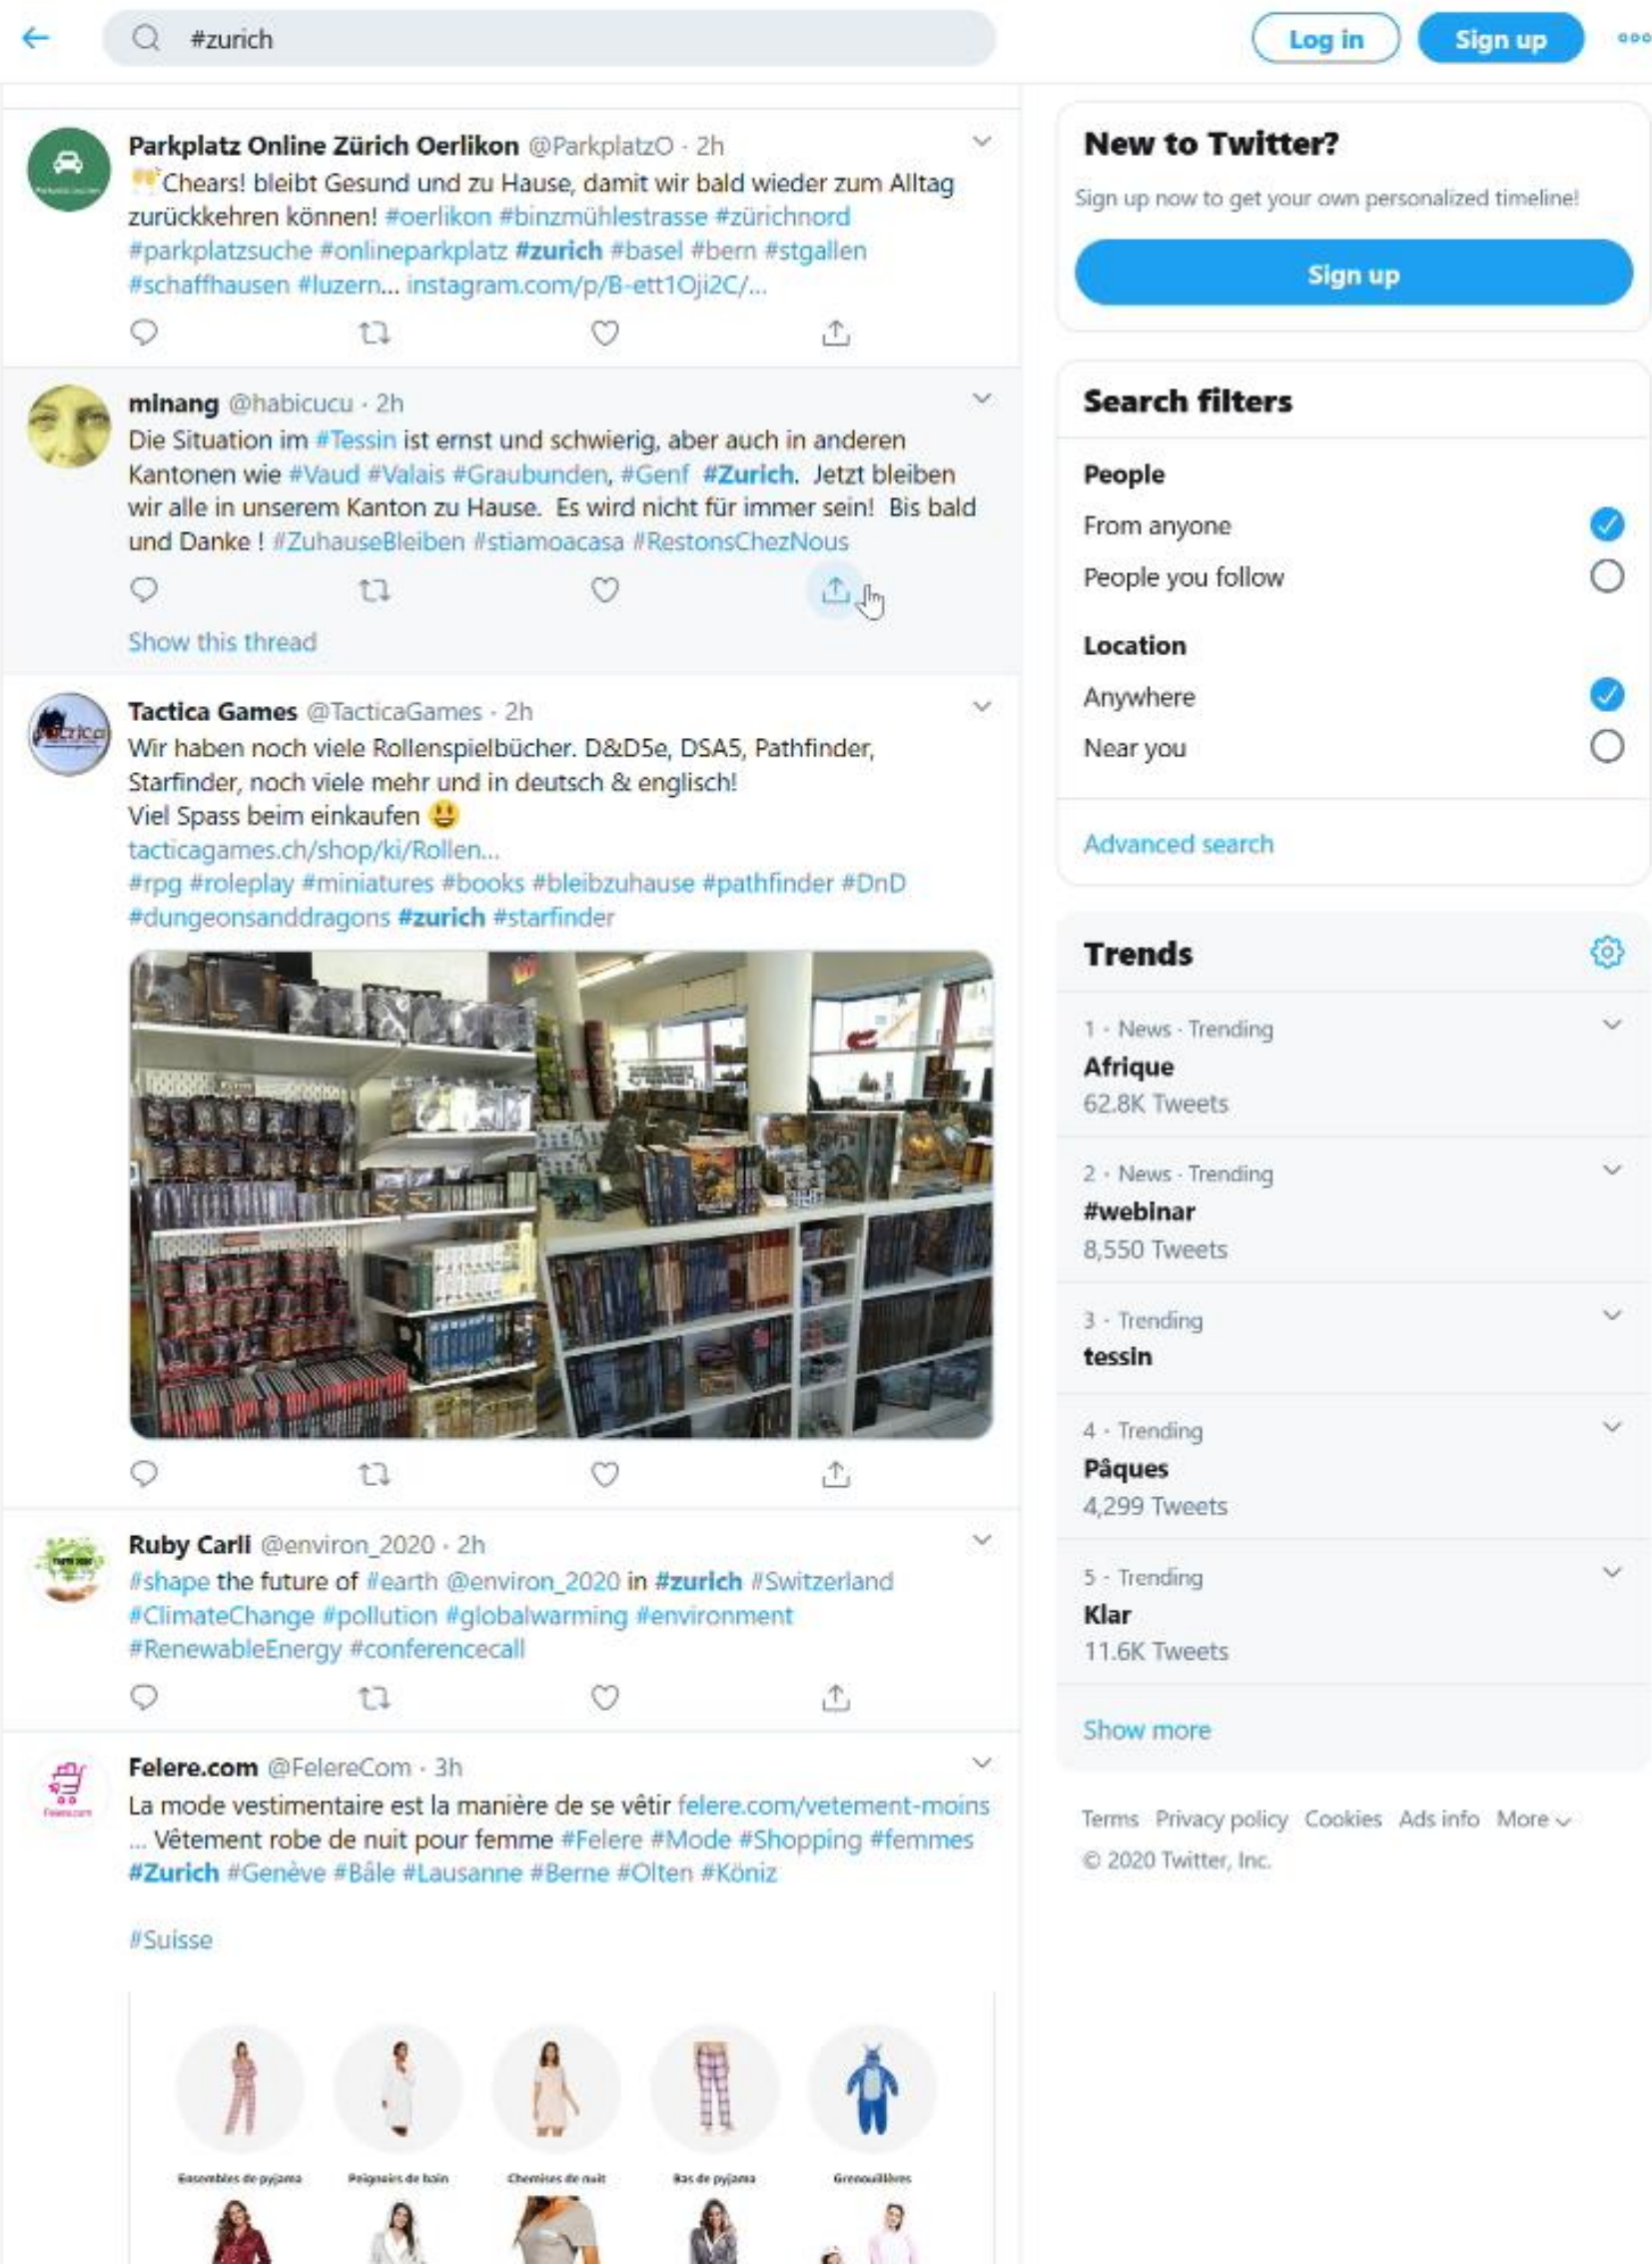 #zurich
Log in
Sign up
Parkplatz Online Zürich Oerlikon @ParkplatzO · 2h
Chears! bleibt Gesund und zu Hause, damit wir bald wieder zum Alltag
zurückkehren können! #oerlikon #binzmühlestrasse #zürichnord
#parkplatzsuche #onlineparkplatz #zurich #basel #bern #stgallen
#schaffhausen #luzern... instagram.com/p/B-ett1Oji2C/...
minang @habicucu · 2h
Die Situation im #Tessin ist ernst und schwierig, aber auch in anderen
Kantonen wie #Vaud #Valais #Graubunden, #Genf #Zurich. Jetzt bleiben
wir alle in unserem Kanton zu Hause. Es wird nicht für immer sein! Bis bald
und Danke ! #ZuhauseBleiben #stiamoacasa #RestonsChezNous
Show this thread
Tactica Games @TacticaGames · 2h
Wir haben noch viele Rollenspielbücher. D&D5e, DSA5, Pathfinder,
Starfinder, noch viele mehr und in deutsch & englisch!
Viel Spass beim einkaufen 😃
tacticagames.ch/shop/ki/Rollen...
#rpg #roleplay #miniatures #books #bleibzuhause #pathfinder #DnD
#dungeonsanddragons #zurich #starfinder
Ruby Carli @environ_2020 · 2h
#shape the future of #earth @environ_2020 in #zurich #Switzerland
#ClimateChange #pollution #globalwarming #environment
#RenewableEnergy #conferencecall
Felere.com @FelereCom · 3h
La mode vestimentaire est la manière de se vêtir felere.com/vetement-moins
... Vêtement robe de nuit pour femme #Felere #Mode #Shopping #femmes
#Zurich #Genève #Bâle #Lausanne #Berne #Olten #Köniz
#Suisse
Ensembles de pyjama
Peignoirs de bain
Chemises de nuit
Bas de pyjama
Grenouillères
New to Twitter?
Sign up now to get your own personalized timeline!
Sign up
Search filters
People
From anyone
People you follow
Location
Anywhere
Near you
Advanced search
Trends
1 · News · Trending
Afrique
62.8K Tweets
2 · News · Trending
#webinar
8,550 Tweets
3 · Trending
tessin
4 · Trending
Pâques
4,299 Tweets
5 · Trending
Klar
11.6K Tweets
Show more
Terms Privacy policy Cookies Ads info More
© 2020 Twitter, Inc.